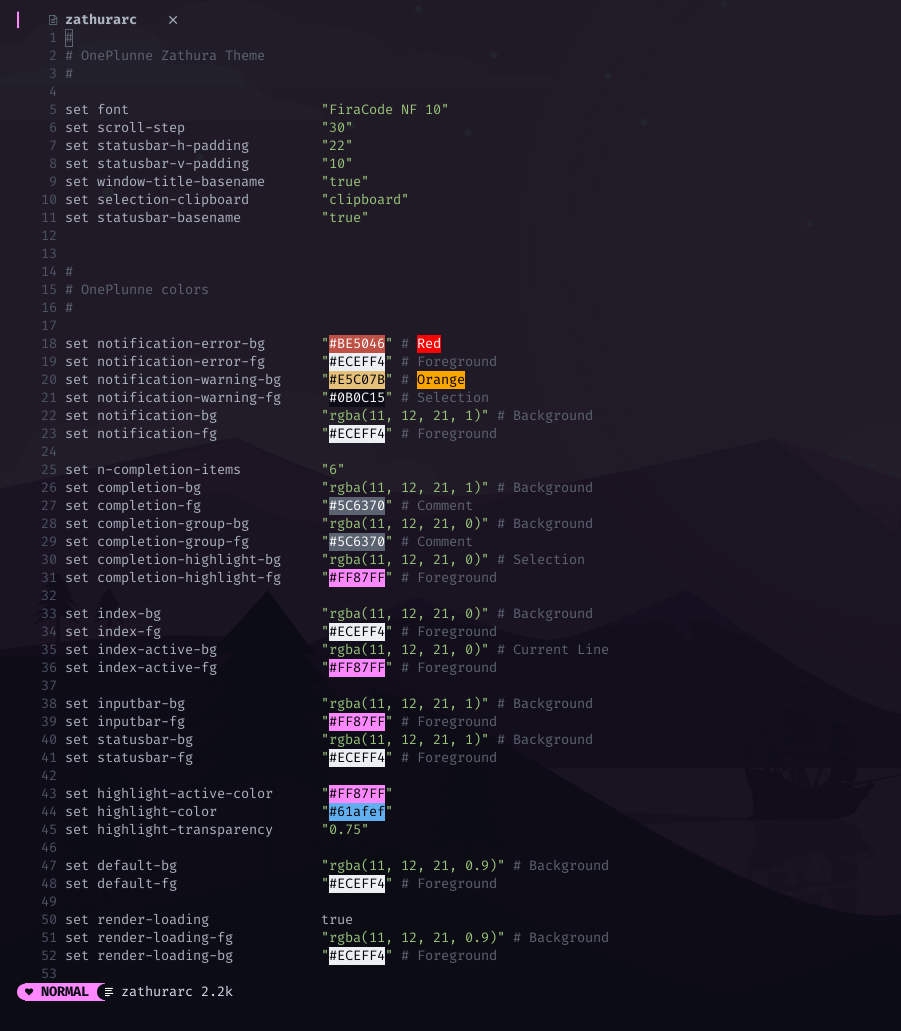 zathurarc ×
1 #
2 # OnePlunne Zathura Theme
3 #
4
5 set font "FiraCode NF 10"
6 set scroll-step "30"
7 set statusbar-h-padding "22"
8 set statusbar-v-padding "10"
9 set window-title-basename "true"
10 set selection-clipboard "clipboard"
11 set statusbar-basename "true"
12
13
14 #
15 # OnePlunne colors
16 #
17
18 set notification-error-bg "#BE5046" # Red
19 set notification-error-fg "#ECEFF4" # Foreground
20 set notification-warning-bg "#E5C07B" # Orange
21 set notification-warning-fg "#0B0C15" # Selection
22 set notification-bg "rgba(11, 12, 21, 1)" # Background
23 set notification-fg "#ECEFF4" # Foreground
24
25 set n-completion-items "6"
26 set completion-bg "rgba(11, 12, 21, 1)" # Background
27 set completion-fg "#5C6370" # Comment
28 set completion-group-bg "rgba(11, 12, 21, 0)" # Background
29 set completion-group-fg "#5C6370" # Comment
30 set completion-highlight-bg "rgba(11, 12, 21, 0)" # Selection
31 set completion-highlight-fg "#FF87FF" # Foreground
32
33 set index-bg "rgba(11, 12, 21, 0)" # Background
34 set index-fg "#ECEFF4" # Foreground
35 set index-active-bg "rgba(11, 12, 21, 0)" # Current Line
36 set index-active-fg "#FF87FF" # Foreground
37
38 set inputbar-bg "rgba(11, 12, 21, 1)" # Background
39 set inputbar-fg "#FF87FF" # Foreground
40 set statusbar-bg "rgba(11, 12, 21, 1)" # Background
41 set statusbar-fg "#ECEFF4" # Foreground
42
43 set highlight-active-color "#FF87FF"
44 set highlight-color "#61afef"
45 set highlight-transparency "0.75"
46
47 set default-bg "rgba(11, 12, 21, 0.9)" # Background
48 set default-fg "#ECEFF4" # Foreground
49
50 set render-loading true
51 set render-loading-fg "rgba(11, 12, 21, 0.9)" # Background
52 set render-loading-bg "#ECEFF4" # Foreground
53
NORMAL zathurarc 2.2k